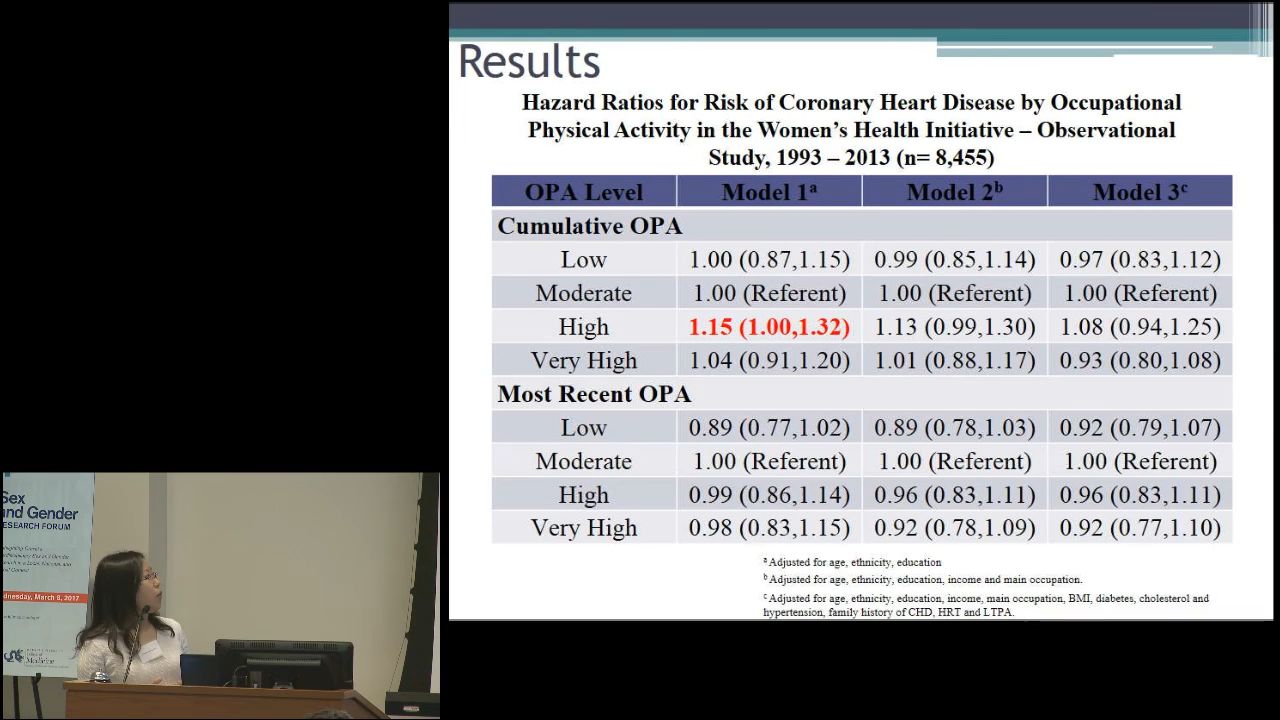 Results
Hazard Ratios for Risk of Coronary Heart Disease by Occupational
Physical Activity in the Women's Health Initiative – Observational
Study, 1993 – 2013 (n= 8,455)
OPA Level Model 1a Model 2b Model 3c
Cumulative OPA
Low 1.00 (0.87,1.15) 0.99 (0.85,1.14) 0.97 (0.83,1.12)
Moderate 1.00 (Referent) 1.00 (Referent) 1.00 (Referent)
High 1.15 (1.00,1.32) 1.13 (0.99,1.30) 1.08 (0.94,1.25)
Very High 1.04 (0.91,1.20) 1.01 (0.88,1.17) 0.93 (0.80,1.08)
Most Recent OPA
Low 0.89 (0.77,1.02) 0.89 (0.78,1.03) 0.92 (0.79,1.07)
Moderate 1.00 (Referent) 1.00 (Referent) 1.00 (Referent)
High 0.99 (0.86,1.14) 0.96 (0.83,1.11) 0.96 (0.83,1.11)
Very High 0.98 (0.83,1.15) 0.92 (0.78,1.09) 0.92 (0.77,1.10)
a Adjusted for age, ethnicity, education
b Adjusted for age, ethnicity, education, income and main occupation.
c Adjusted for age, ethnicity, education, income, main occupation, BMI, diabetes, cholesterol and
hypertension, family history of CHD, HRT and LTPA.
Sex
nd Gender
ESEARCH FORUM
dnesday, March 8, 2017
Medicine